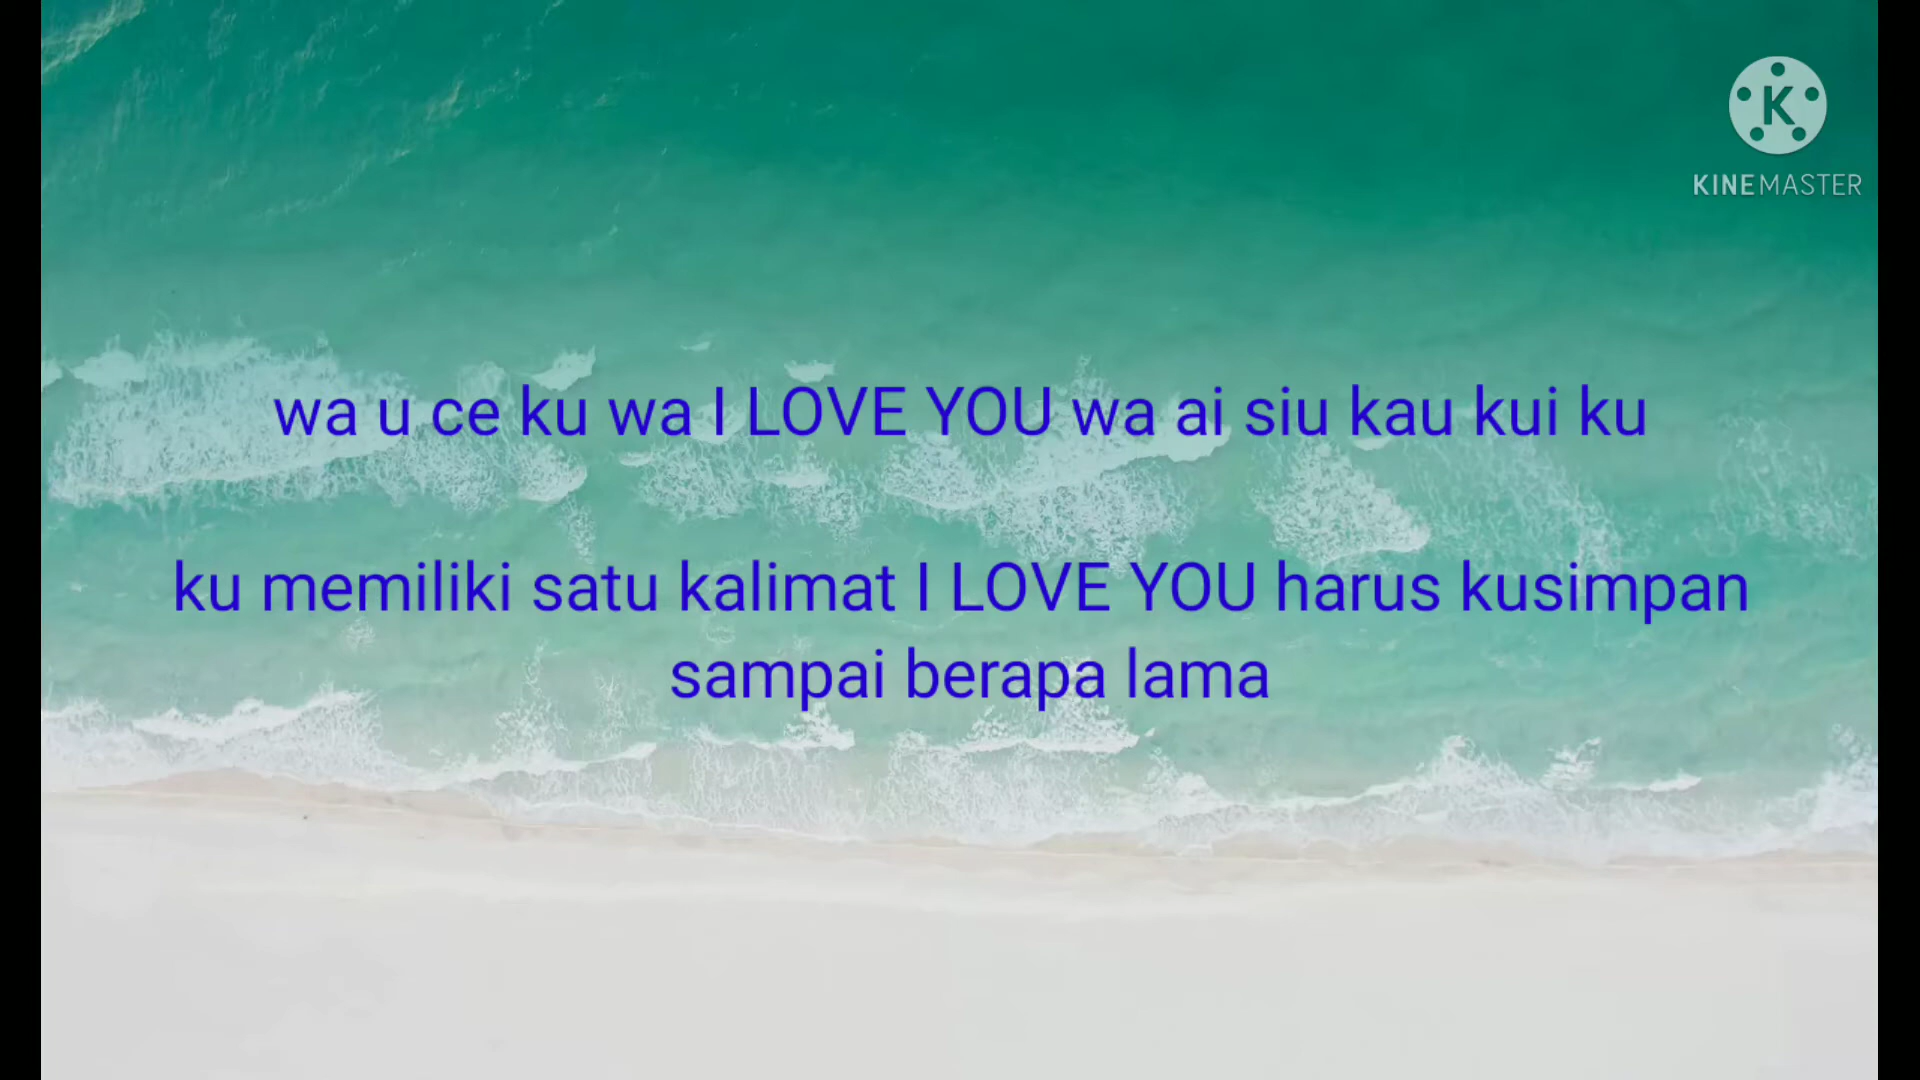 K
KINEMASTER
wa u ce ku wa I LOVE YOU wa ai siu kau kui ku
ku memiliki satu kalimat I LOVE YOU harus kusimpan
sampai berapa lama